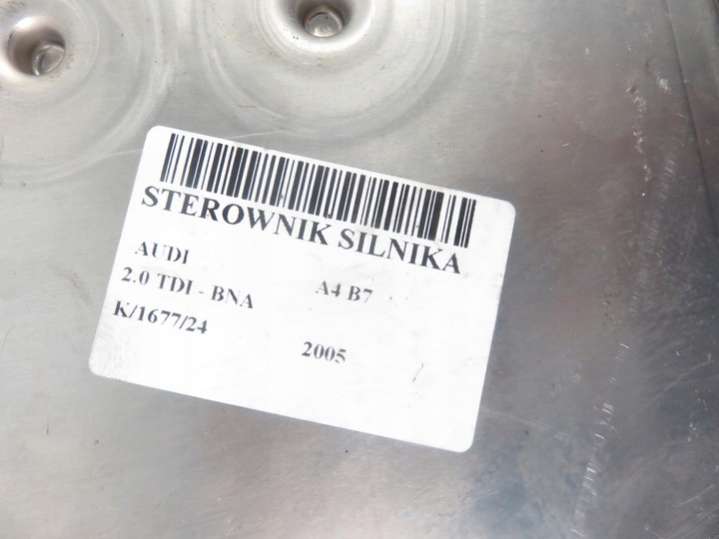 STEROWNIK SILNIKA
AUDI
2.0 TDI - BNA A4 B7
K/1677/24
2005